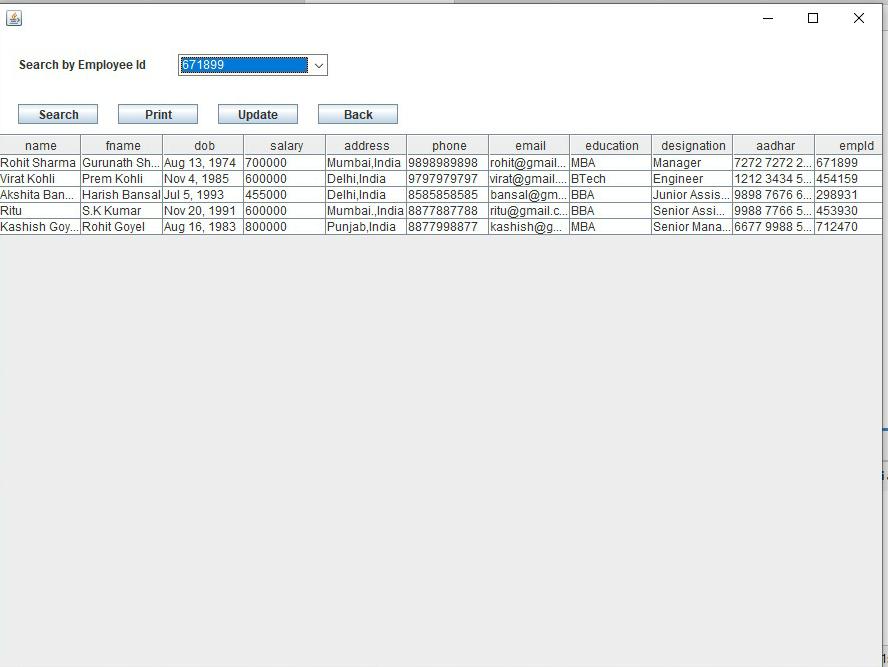 Search by Employee Id 671899
Search Print Update Back
name fname dob salary address phone email education designation aadhar empId
Rohit Sharma Gurunath Sh... Aug 13, 1974 700000 Mumbai,India 9898989898 rohit@gmail... MBA Manager 7272 7272 2... 671899
Virat Kohli Prem Kohli Nov 4, 1985 600000 Delhi,India 9797979797 virat@gmail.... BTech Engineer 1212 3434 5... 454159
Akshita Ban... Harish Bansal Jul 5, 1993 455000 Delhi,India 8585858585 bansal@gm... BBA Junior Assis... 9898 7676 6... 298931
Ritu S.K Kumar Nov 20, 1991 600000 Mumbai.,India 8877887788 ritu@gmail.c... BBA Senior Assi... 9988 7766 5... 453930
Kashish Goy... Rohit Goyel Aug 16, 1983 800000 Punjab,India 8877998877 kashish@g... MBA Senior Mana... 6677 9988 5... 712470